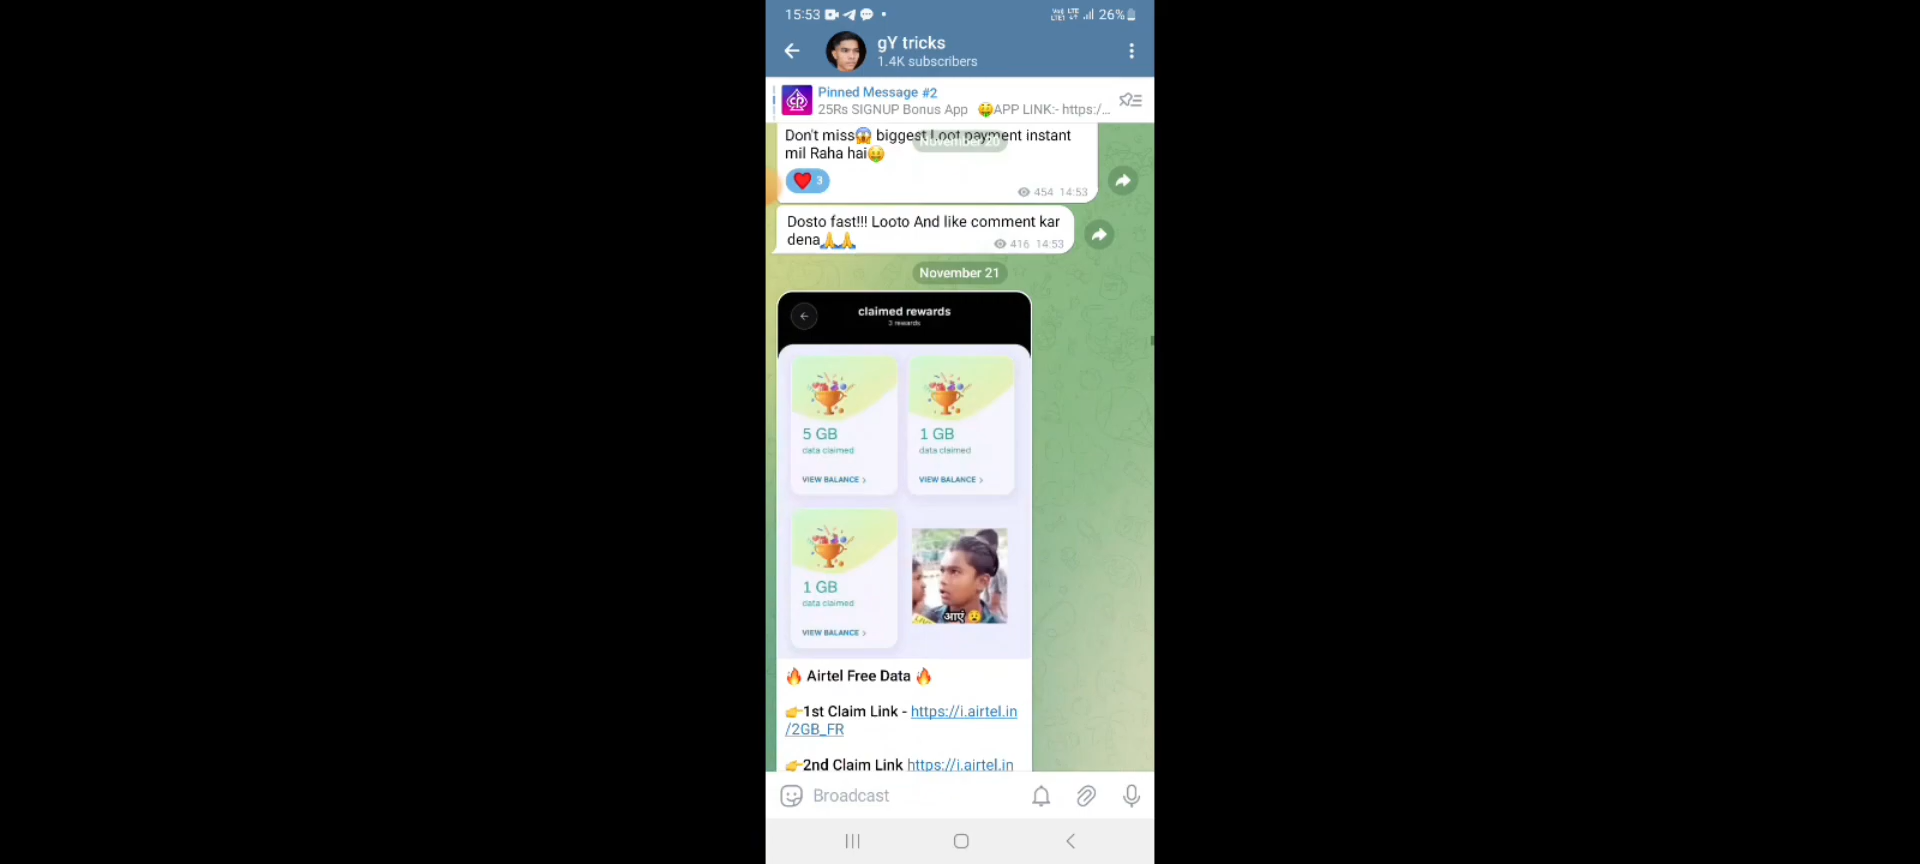 15:53
26%
gY tricks
1.4K subscribers
Pinned Message #2
25Rs SIGNUP Bonus App 🤑APP LINK:- https:/...
Don't miss😱 biggest Loot payment instant
November 20
mil Raha hai🤑
❤️ 3
454 14:53
Dosto fast!!! Looto And like comment kar
dena🙏🙏
416 14:53
November 21
claimed rewards
3 rewards
5 GB
data claimed
VIEW BALANCE >
1 GB
data claimed
VIEW BALANCE >
1 GB
data claimed
VIEW BALANCE >
आएं 😧
🔥 Airtel Free Data 🔥
👉1st Claim Link - https://i.airtel.in
/2GB_FR
👉2nd Claim Link https://i.airtel.in
Broadcast